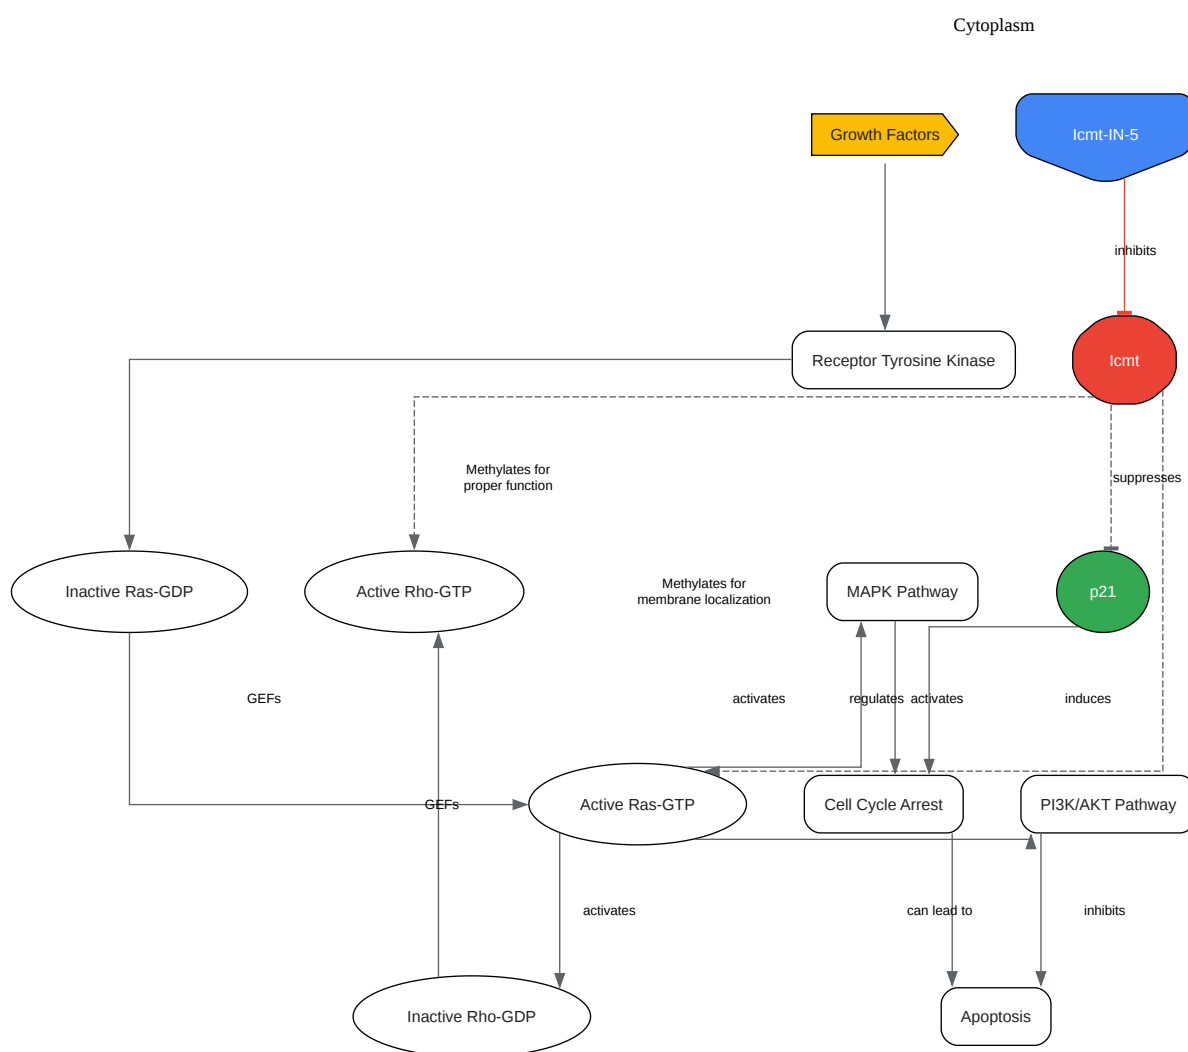 Cytoplasm
Growth Factors
Icmt-IN-5
inhibits
Receptor Tyrosine Kinase
Icmt
Methylates for
proper function
suppresses
Inactive Ras-GDP
Active Rho-GTP
Methylates for
membrane localization
MAPK Pathway
p21
GEFs
activates
regulates
activates
induces
GEFs
Active Ras-GTP
Cell Cycle Arrest
PI3K/AKT Pathway
activates
can lead to
inhibits
Inactive Rho-GDP
Apoptosis